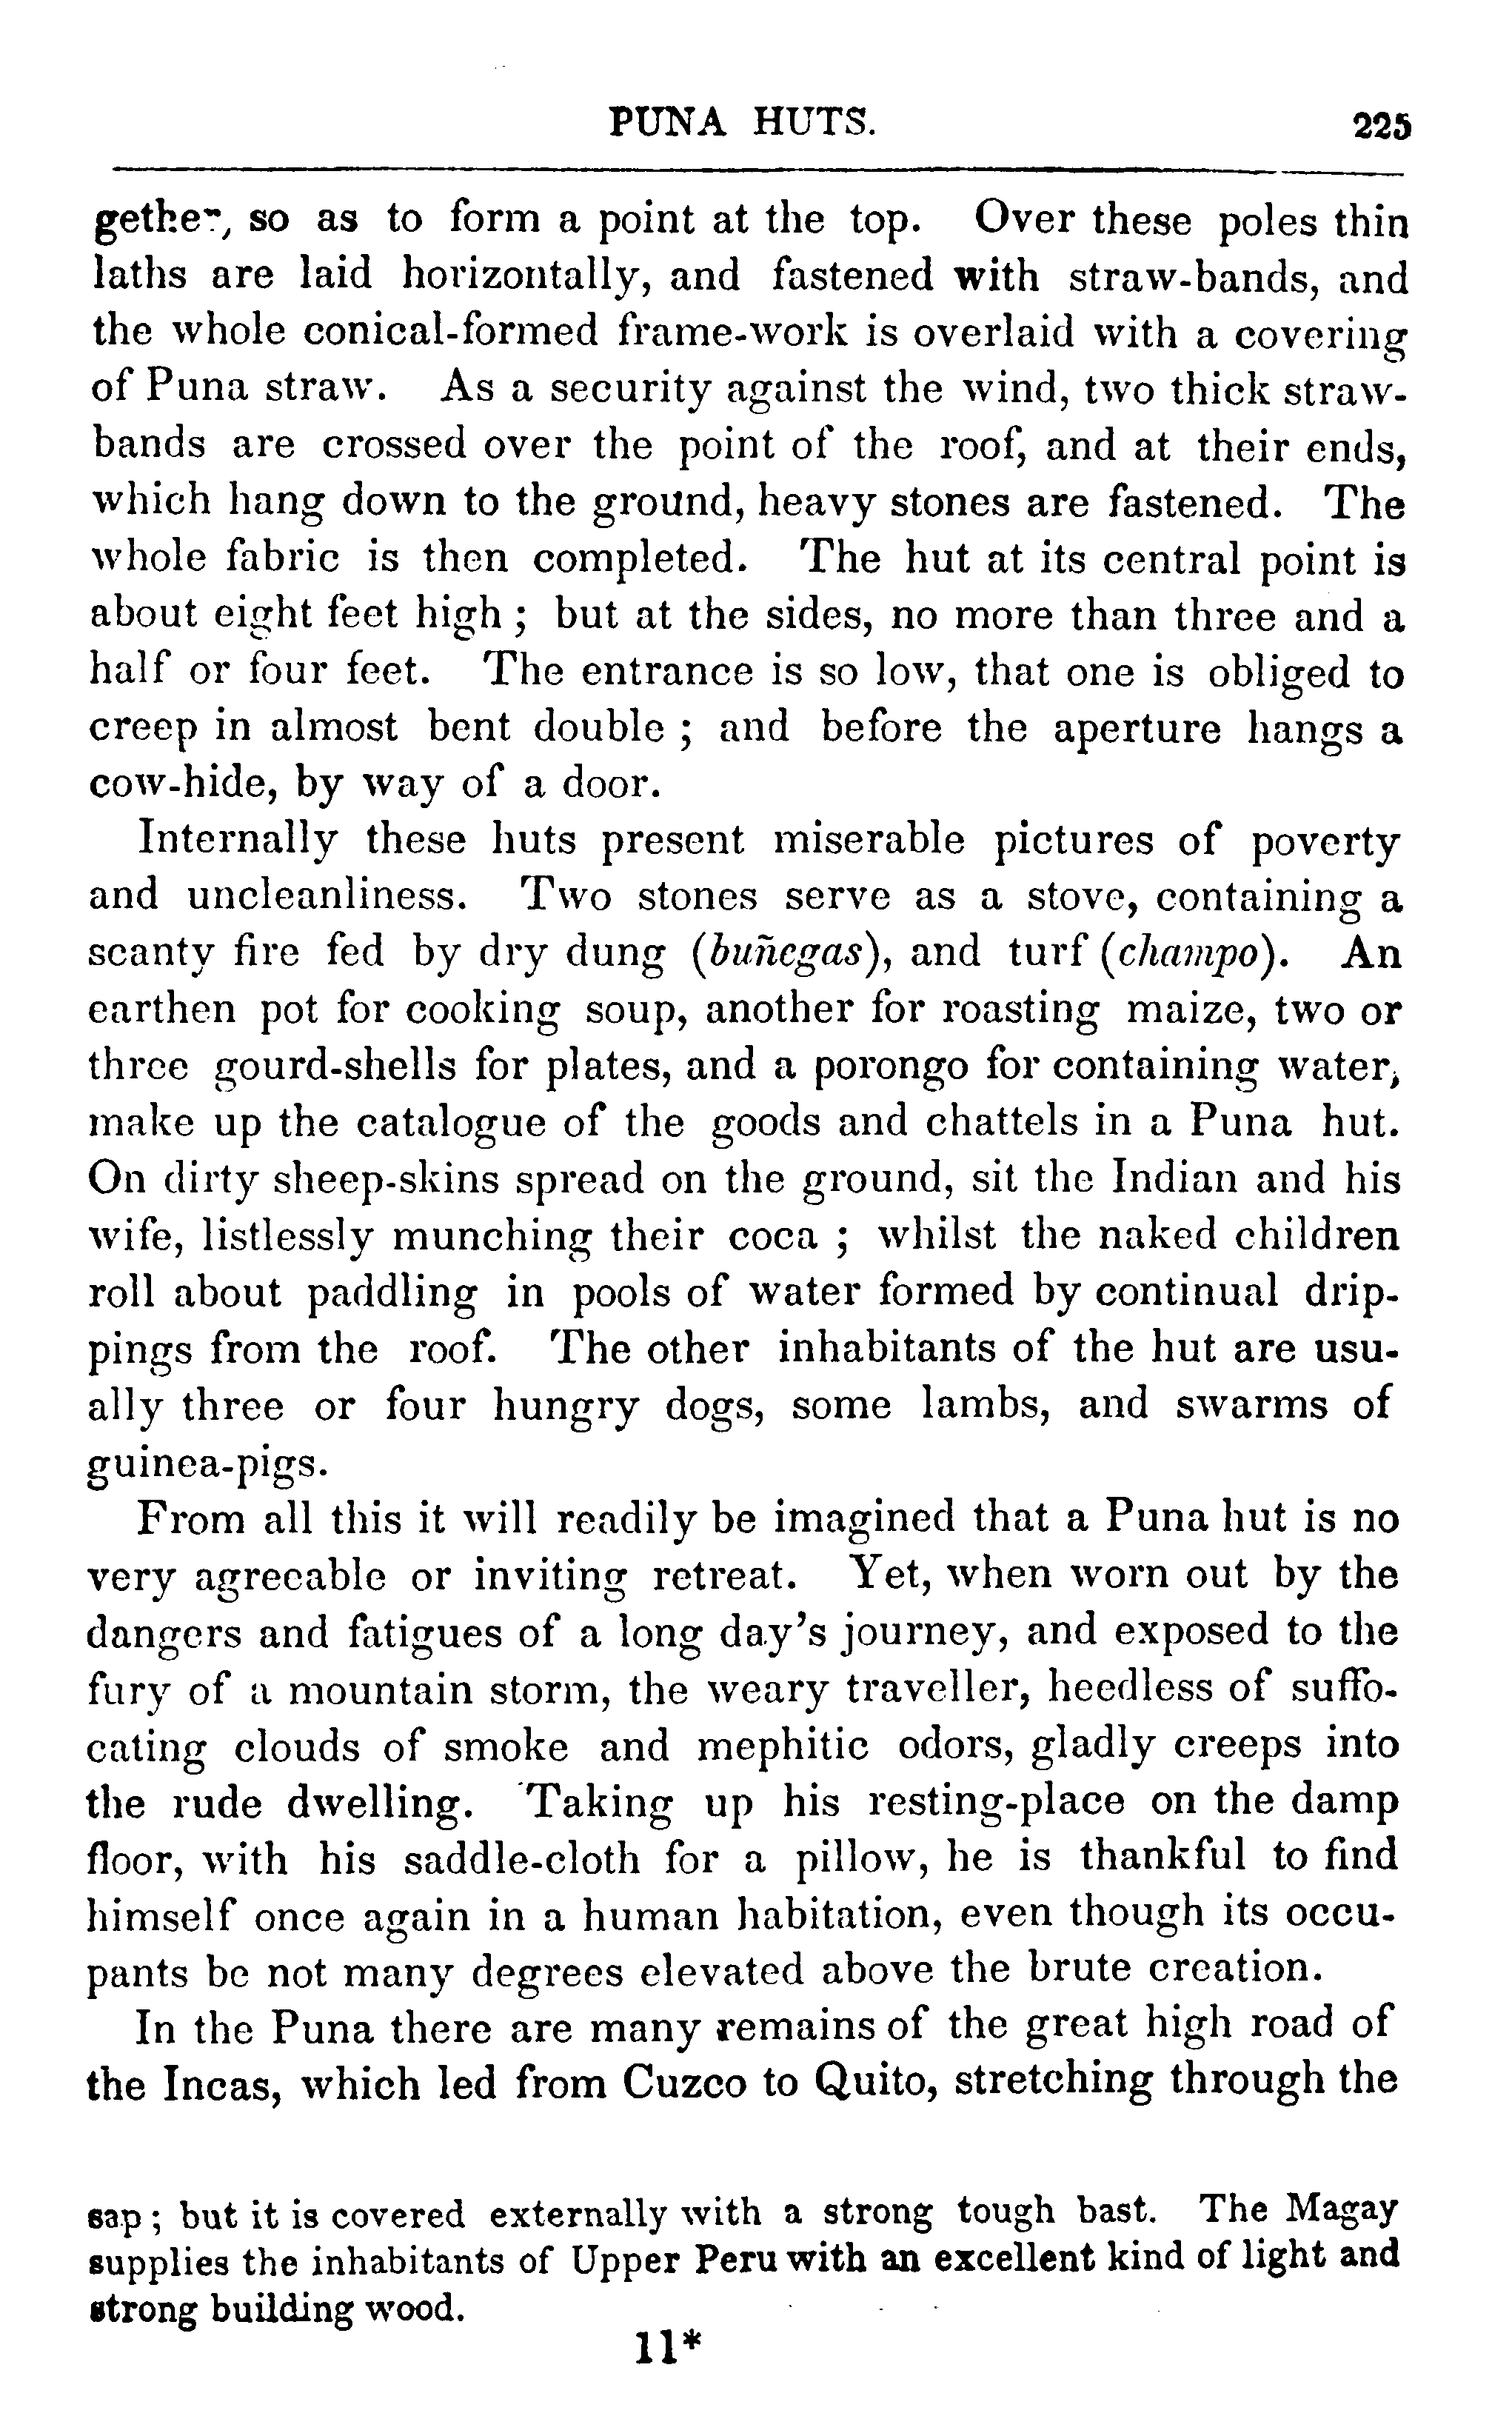 PUNA HUTS. 225
gether, so as to form a point at the top. Over these poles thin
laths are laid horizontally, and fastened with straw-bands, and
the whole conical-formed frame-work is overlaid with a covering
of Puna straw. As a security against the wind, two thick straw-
bands are crossed over the point of the roof, and at their ends,
which hang down to the ground, heavy stones are fastened. The
whole fabric is then completed. The hut at its central point is
about eight feet high ; but at the sides, no more than three and a
half or four feet. The entrance is so low, that one is obliged to
creep in almost bent double ; and before the aperture hangs a
cow-hide, by way of a door.
Internally these huts present miserable pictures of poverty
and uncleanliness. Two stones serve as a stove, containing a
scanty fire fed by dry dung (buñegas), and turf (champo). An
earthen pot for cooking soup, another for roasting maize, two or
three gourd-shells for plates, and a porongo for containing water,
make up the catalogue of the goods and chattels in a Puna hut.
On dirty sheep-skins spread on the ground, sit the Indian and his
wife, listlessly munching their coca ; whilst the naked children
roll about paddling in pools of water formed by continual drip-
pings from the roof. The other inhabitants of the hut are usu-
ally three or four hungry dogs, some lambs, and swarms of
guinea-pigs.
From all this it will readily be imagined that a Puna hut is no
very agreeable or inviting retreat. Yet, when worn out by the
dangers and fatigues of a long day's journey, and exposed to the
fury of a mountain storm, the weary traveller, heedless of suffo-
cating clouds of smoke and mephitic odors, gladly creeps into
the rude dwelling. Taking up his resting-place on the damp
floor, with his saddle-cloth for a pillow, he is thankful to find
himself once again in a human habitation, even though its occu-
pants be not many degrees elevated above the brute creation.
In the Puna there are many remains of the great high road of
the Incas, which led from Cuzco to Quito, stretching through the
sap ; but it is covered externally with a strong tough bast. The Magay
supplies the inhabitants of Upper Peru with an excellent kind of light and
strong building wood.
11*